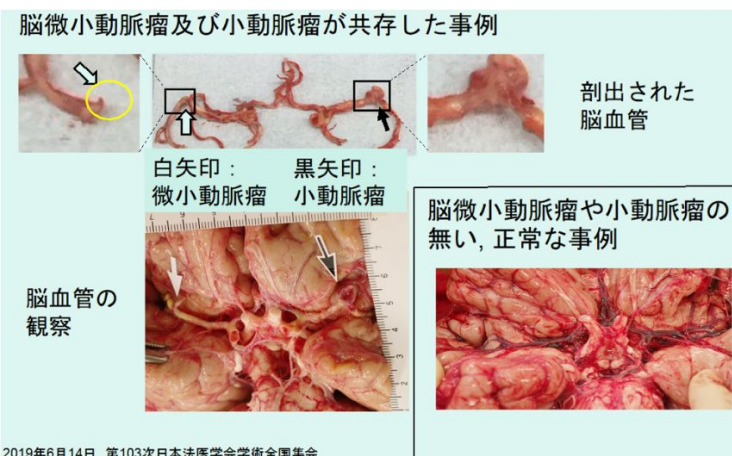 脳微小動脈瘤及び小動脈瘤が共存した事例
剖出された
脳血管
白矢印：
微小動脈瘤
黒矢印：
小動脈瘤
脳微小動脈瘤や小動脈瘤の
無い, 正常な事例
脳血管の
観察
2019年6月14日 第103次日本法医学会学術全国集会